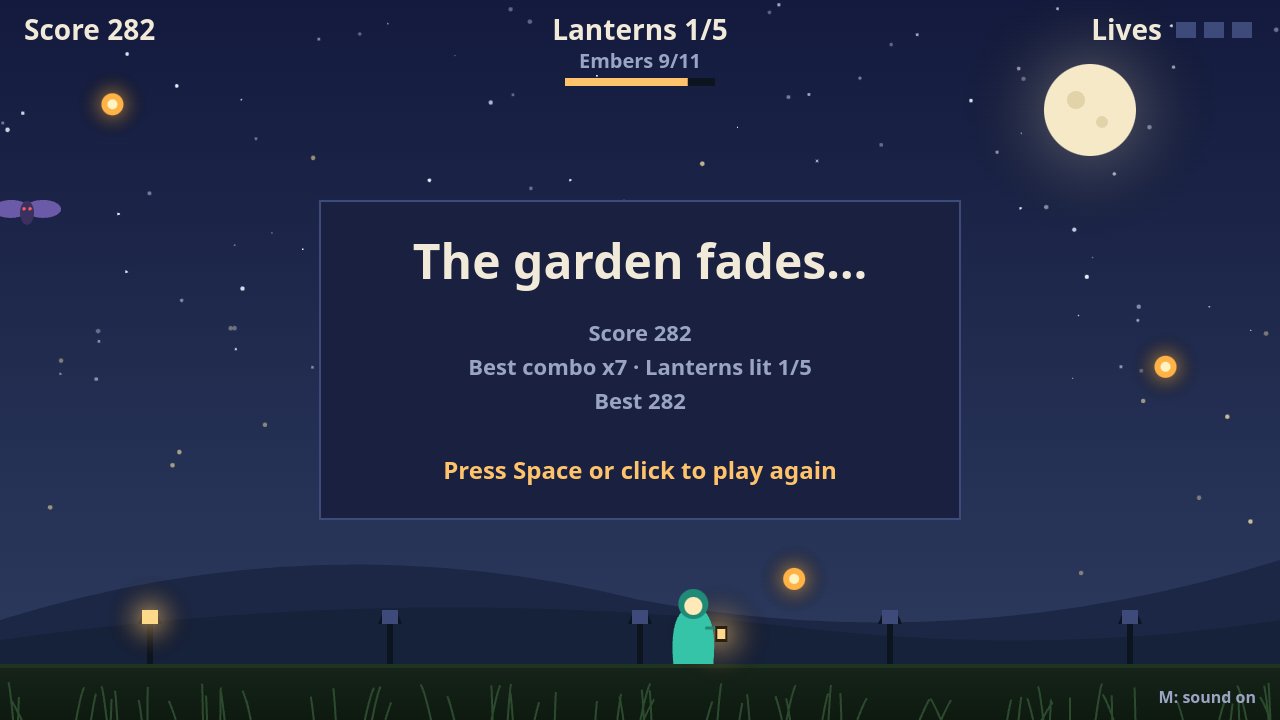 Score 282
Lanterns 1/5
Lives
Embers 9/11
The garden fades...
Score 282
Best combo x7 · Lanterns lit 1/5
Best 282
Press Space or click to play again
M: sound on